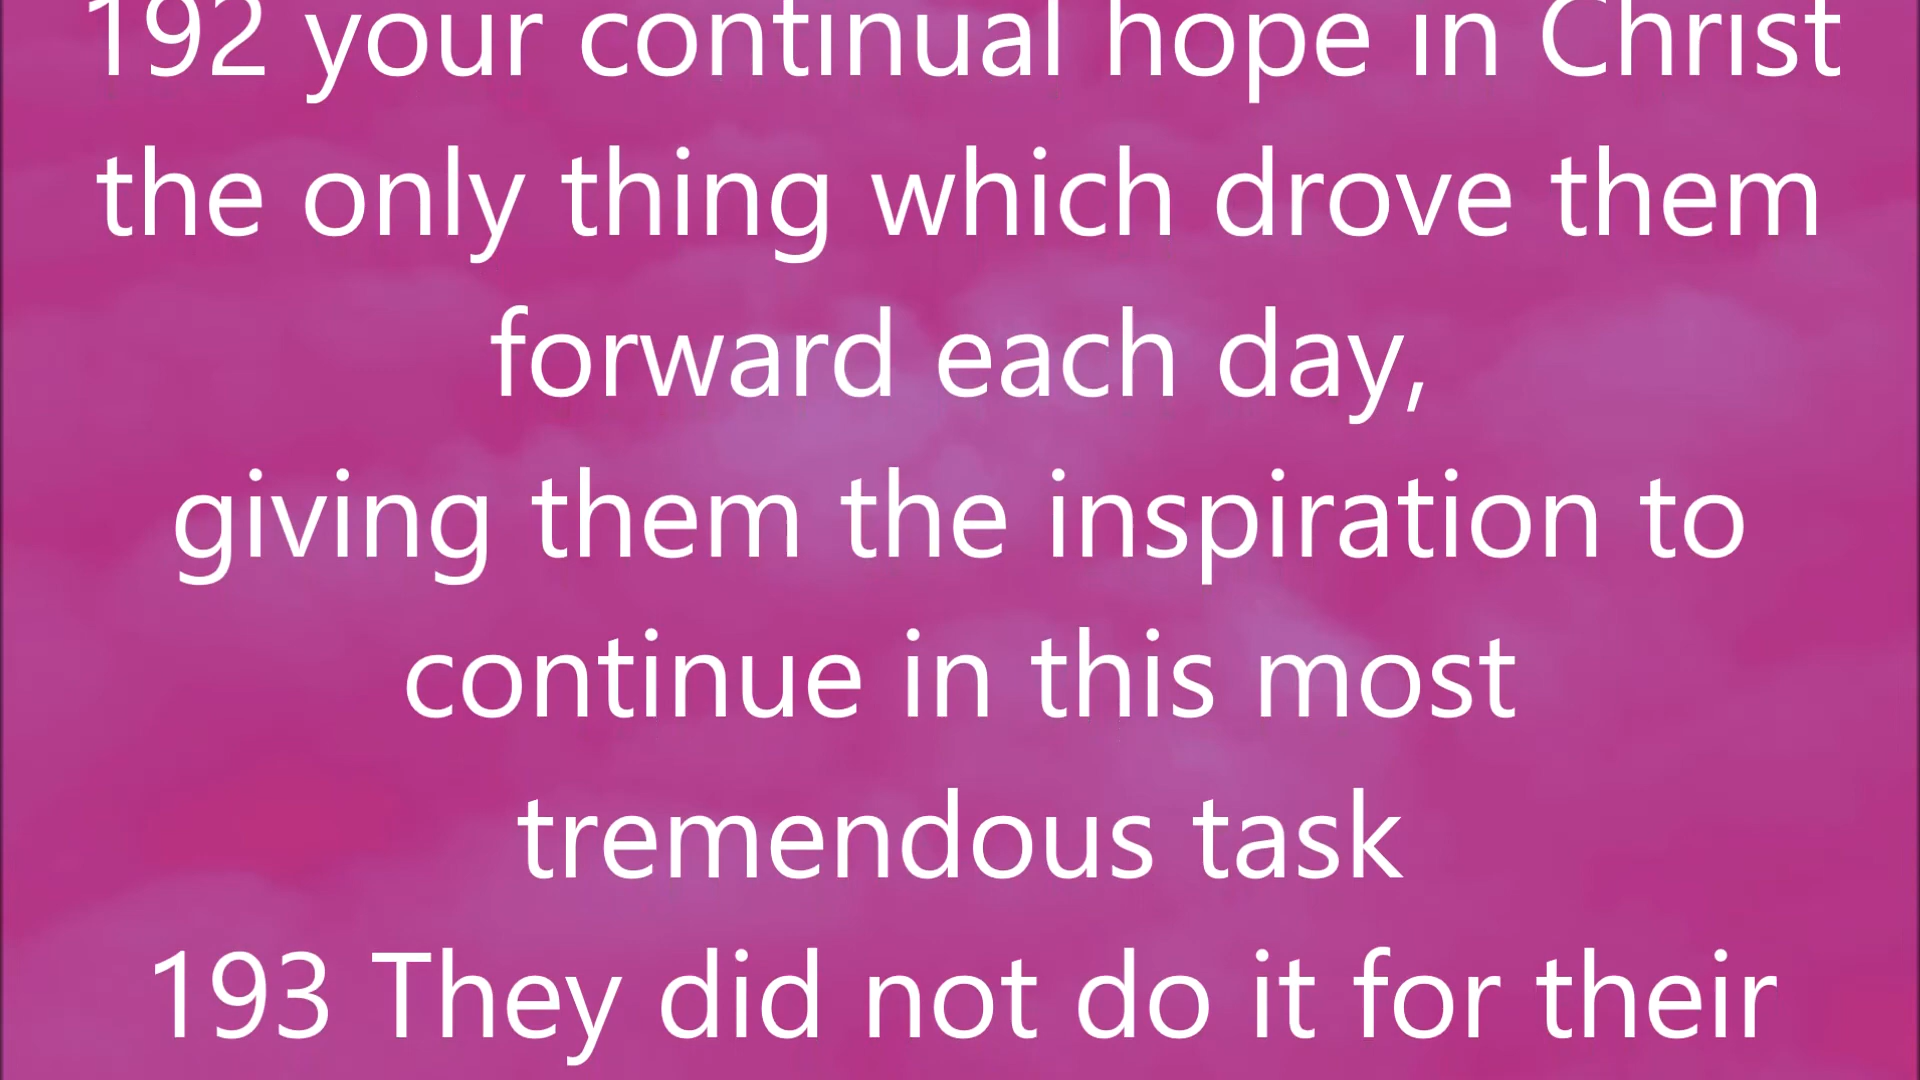 192 your continual hope in Christ
the only thing which drove them
forward each day,
giving them the inspiration to
continue in this most
tremendous task
193 They did not do it for their